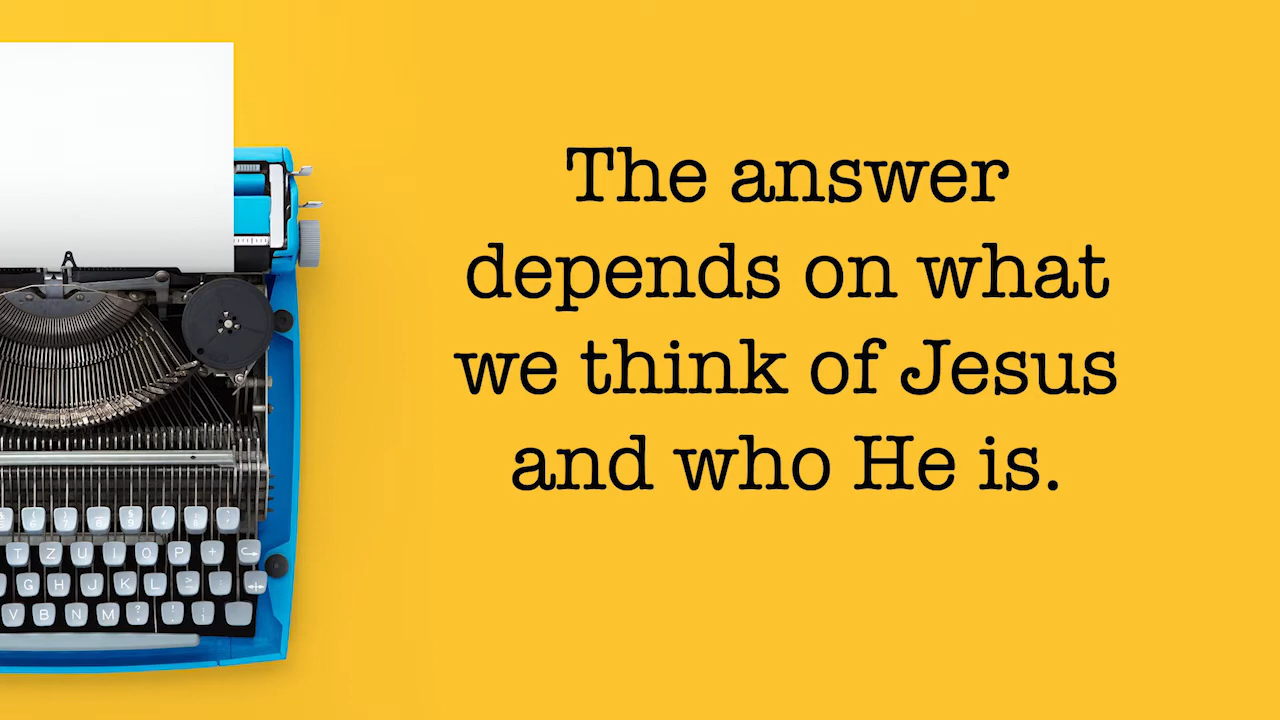 The answer
depends on what
we think of Jesus
and who He is.
T Z U I O P +
G H J K L
V B N M